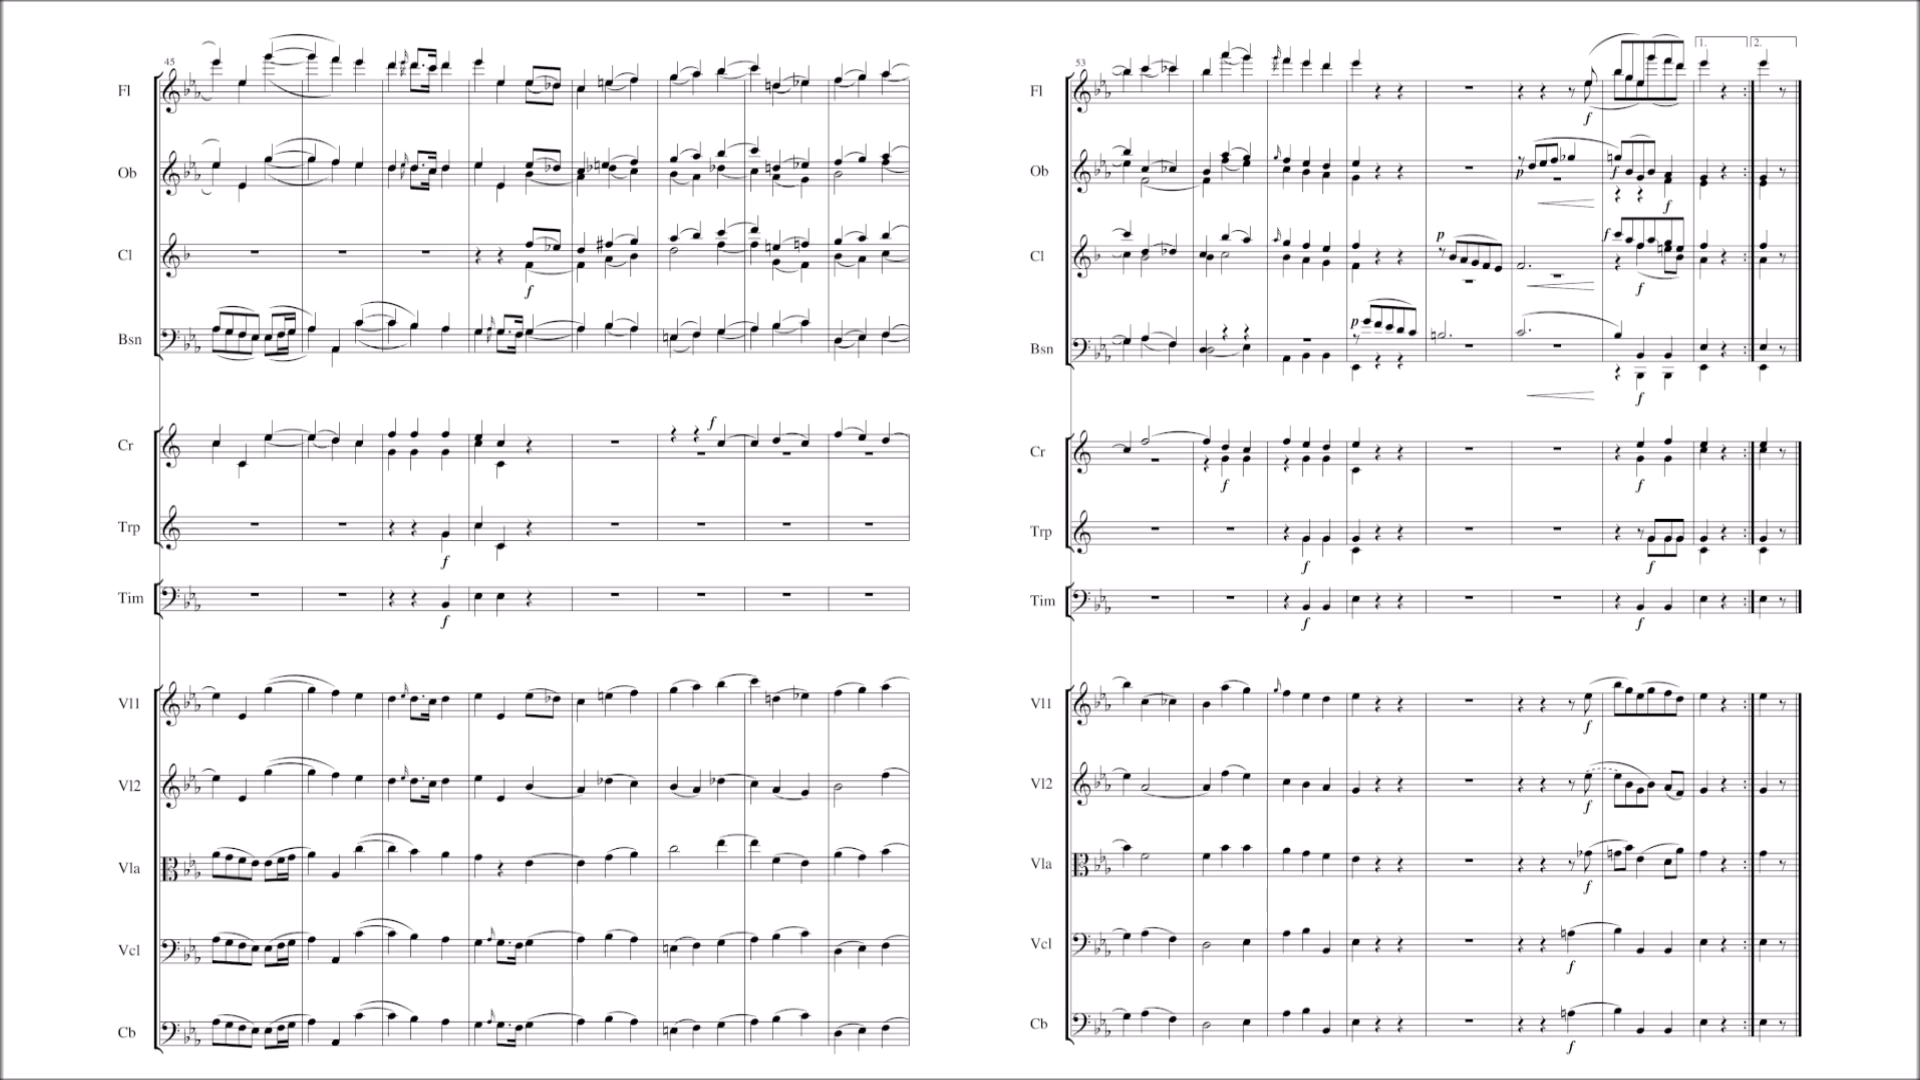 45
Fl
Ob
Cl
f
Bsn
f
Cr
Trp
f
Tim
f
Vl1
Vl2
Vla
Vcl
Cb
53
1.
2.
Fl
f
Ob
p
f
f
p
f
Cl
f
p
Bsn
f
Cr
f
f
Trp
f
f
Tim
f
f
Vl1
f
Vl2
f
Vla
f
Vcl
f
Cb
f